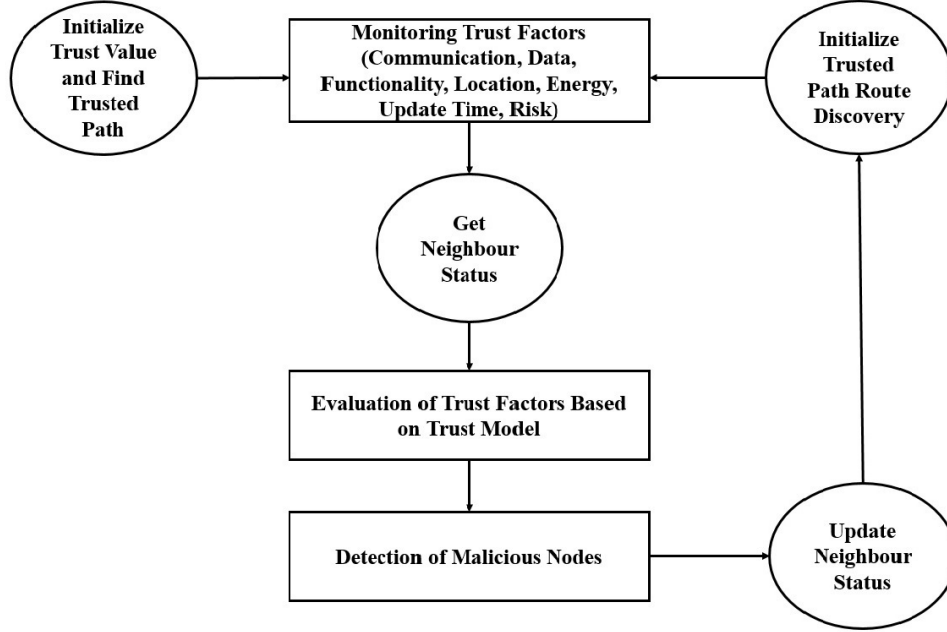 Initialize
Trust Value
and Find
Trusted
Path
Monitoring Trust Factors
(Communication, Data,
Functionality, Location, Energy,
Update Time, Risk)
Initialize
Trusted
Path Route
Discovery
Get
Neighbour
Status
Evaluation of Trust Factors Based
on Trust Model
Detection of Malicious Nodes
Update
Neighbour
Status